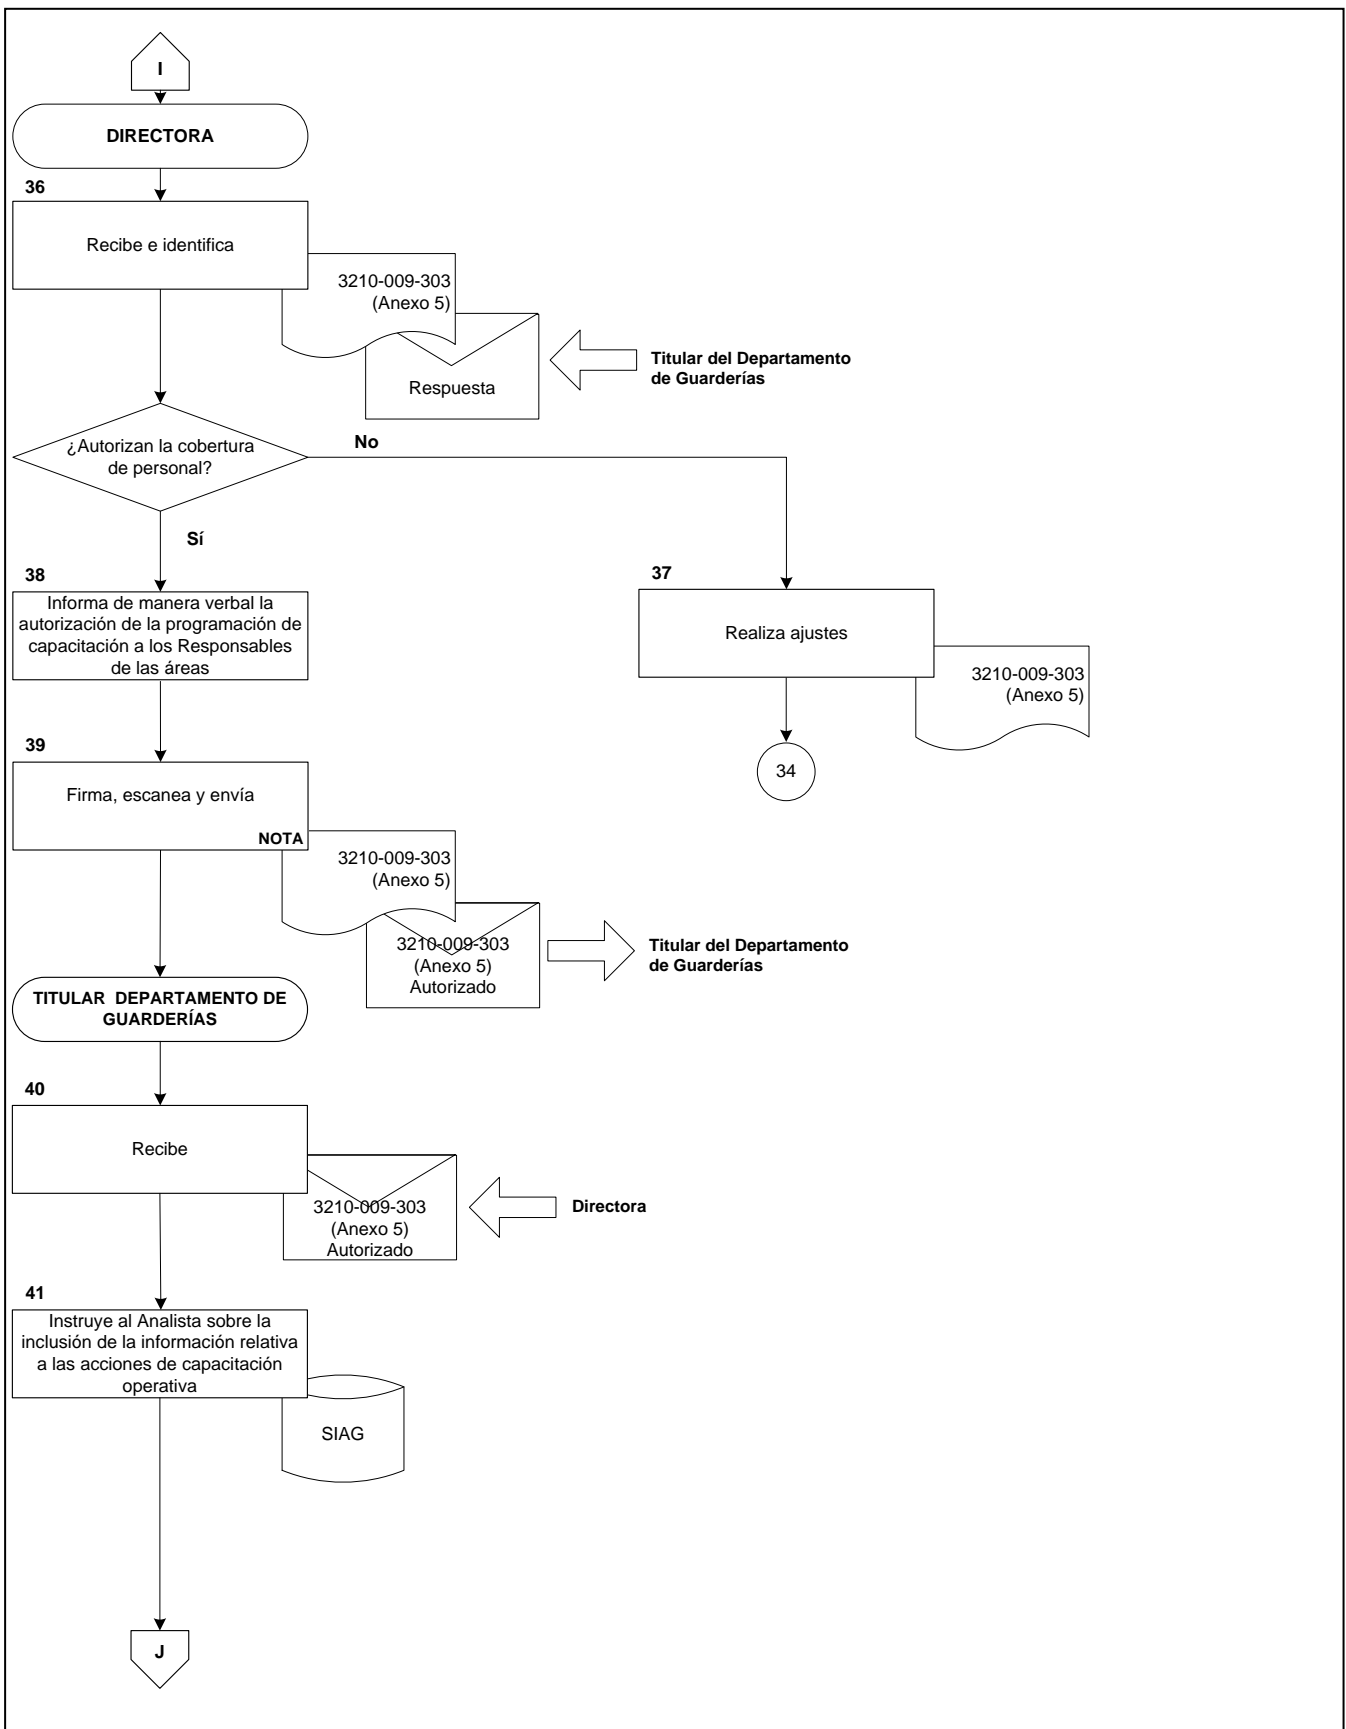 I
DIRECTORA
36
Recibe e identifica
3210-009-303
(Anexo 5)
Respuesta
Titular del Departamento
de Guarderías
¿Autorizan la cobertura
de personal?
No
Sí
38
Informa de manera verbal la
autorización de la programación de
capacitación a los Responsables
de las áreas
37
Realiza ajustes
3210-009-303
(Anexo 5)
34
39
Firma, escanea y envía
NOTA
3210-009-303
(Anexo 5)
3210-009-303
(Anexo 5)
Autorizado
Titular del Departamento
de Guarderías
TITULAR DEPARTAMENTO DE
GUARDERÍAS
40
Recibe
3210-009-303
(Anexo 5)
Autorizado
Directora
41
Instruye al Analista sobre la
inclusión de la información relativa
a las acciones de capacitación
operativa
SIAG
J